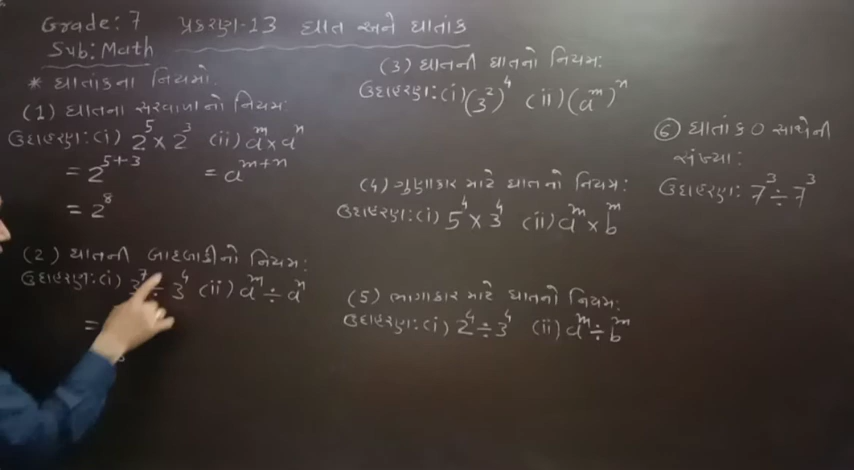 Grade: 7 પ્રકરણ-13 ઘાત અને ઘાતાંક
Sub: Math
* ઘાતાંકના નિયમો.
(1) ઘાતના સરવાળાનો નિયમ:
ઉદાહરણ: (i) 2⁵ × 2³ (ii) aᵐ × aⁿ
= 2⁵⁺³ = aᵐ⁺ⁿ
= 2⁸
(2) ઘાતની બાદબાકીનો નિયમ:
ઉદાહરણ: (i) 3⁷ ÷ 3⁴ (ii) aᵐ ÷ aⁿ
=
(3) ઘાતની ઘાતનો નિયમ:
ઉદાહરણ: (i) (3²)⁴ (ii) (aᵐ)ⁿ
(4) ગુણાકાર માટે ઘાતનો નિયમ:
ઉદાહરણ: (i) 5⁴ × 3⁴ (ii) aᵐ × bᵐ
(5) ભાગાકાર માટે ઘાતનો નિયમ:
ઉદાહરણ: (i) 2⁴ ÷ 3⁴ (ii) aᵐ ÷ bᵐ
⑥ ઘાતાંક 0 સાથેની
સંખ્યા:
ઉદાહરણ: 7³ ÷ 7³